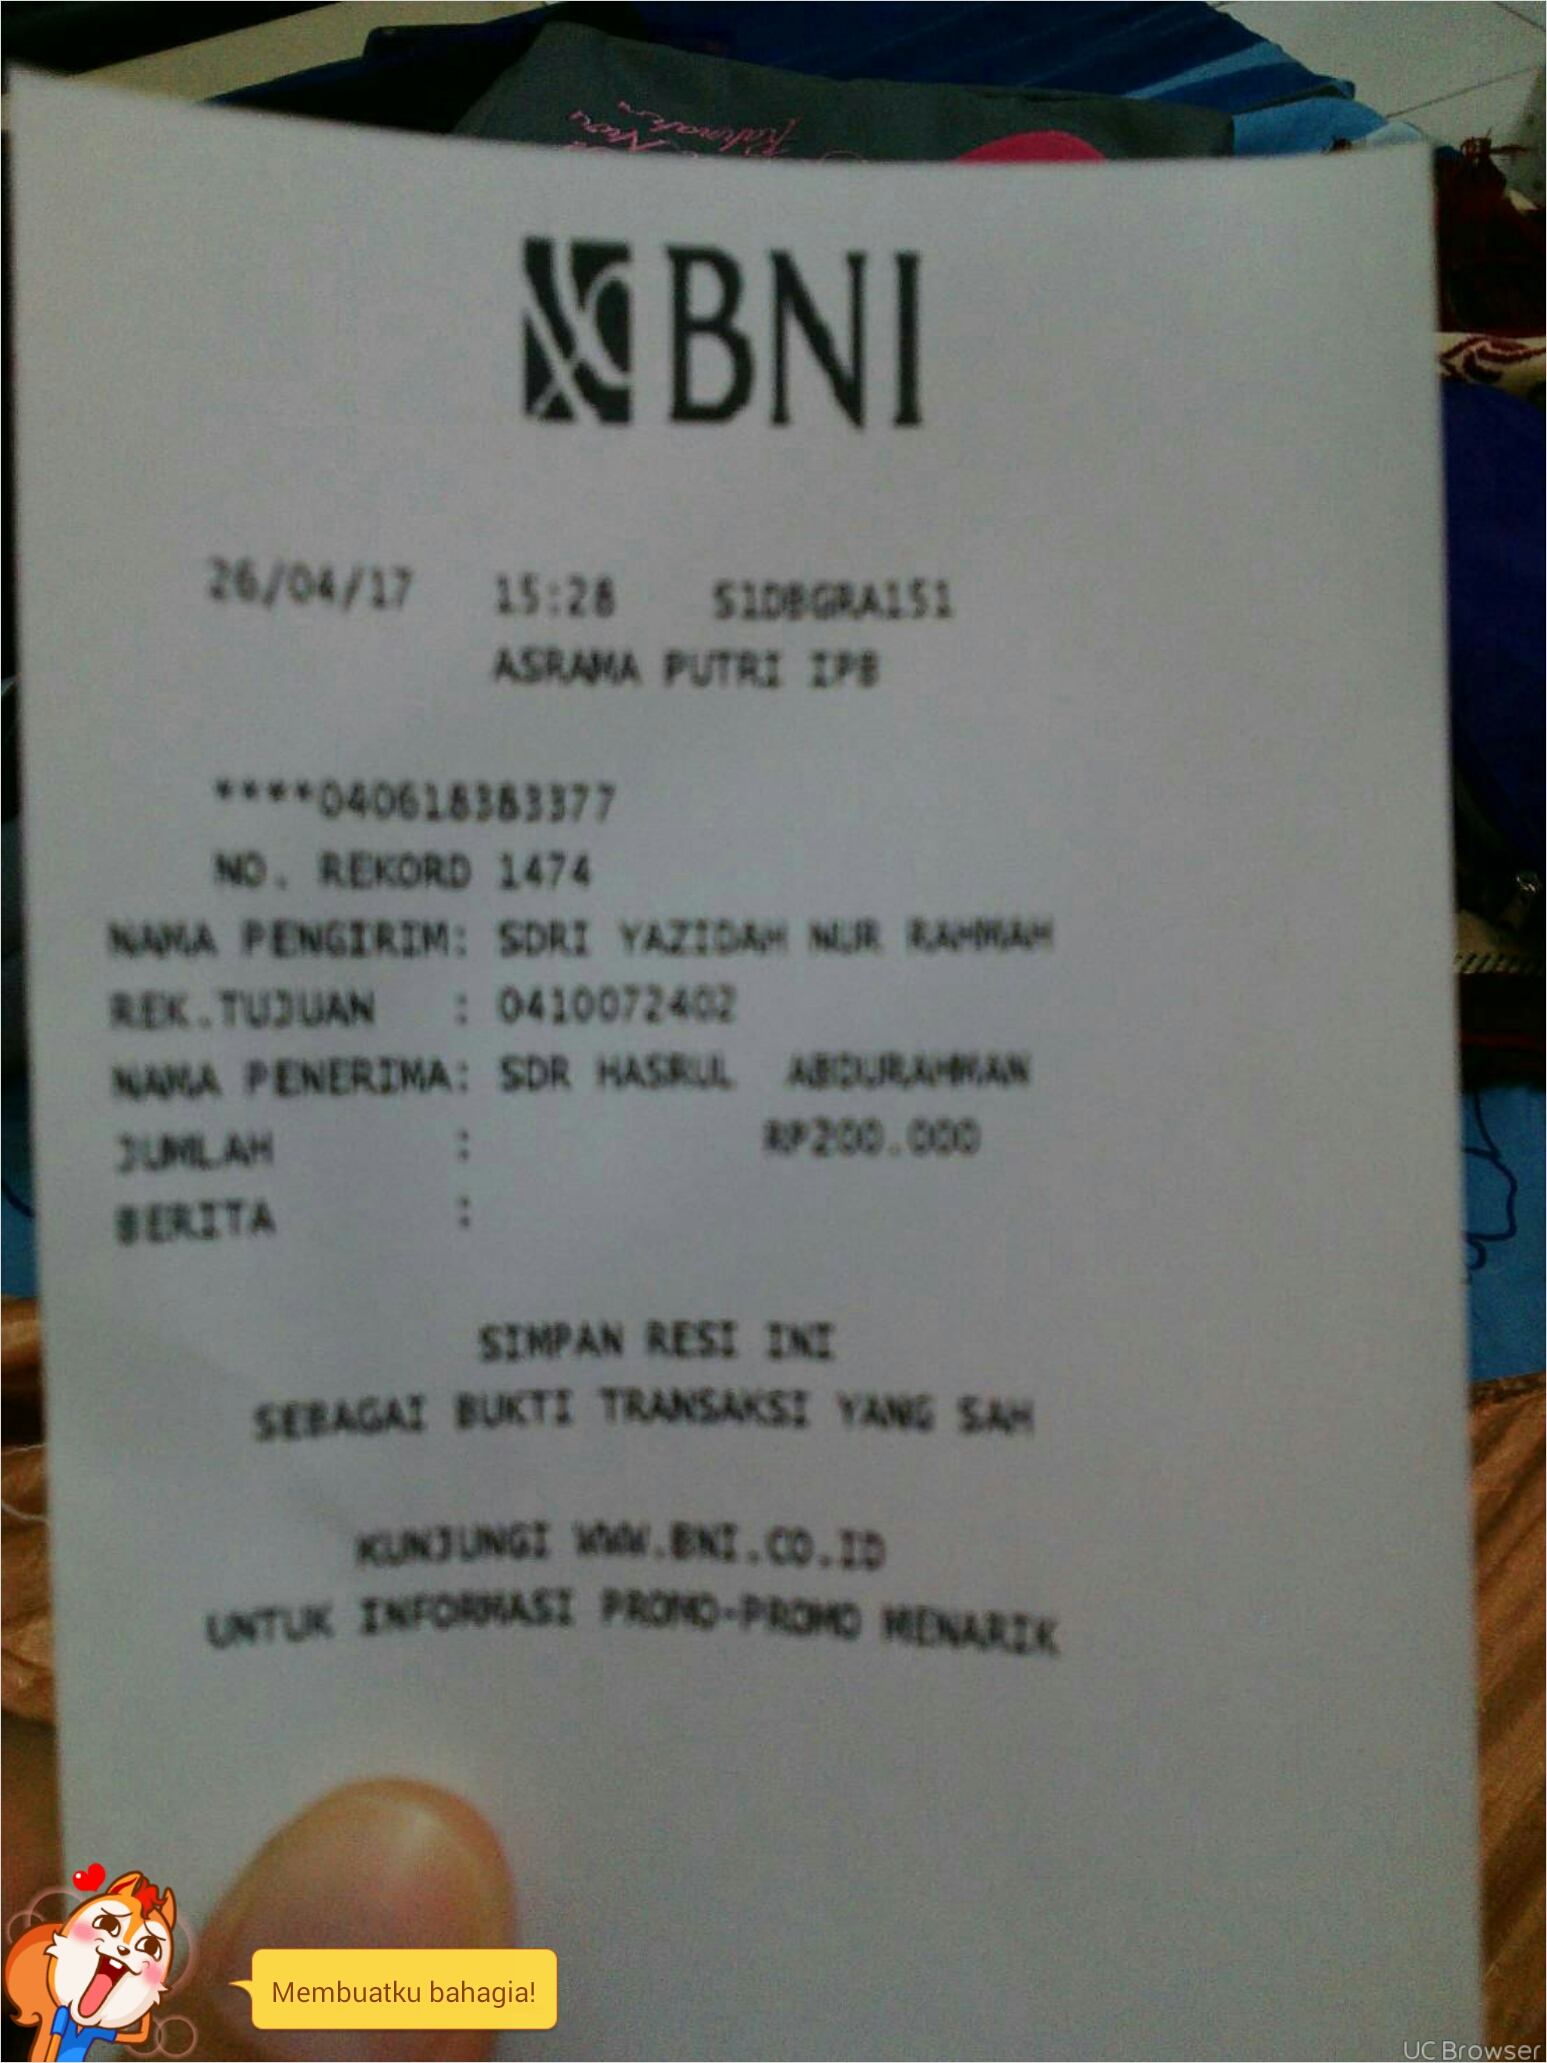 Nur
Rahmah
BNI
26/04/17 15:28 S1DBGRA151
ASRAMA PUTRI IPB
****040618383377
NO. REKORD 1474
NAMA PENGIRIM: SDRI YAZIDAH NUR RAHMAH
REK.TUJUAN : 0410072402
NAMA PENERIMA: SDR HASRUL ABDURAHMAN
JUMLAH : RP200.000
BERITA :
SIMPAN RESI INI
SEBAGAI BUKTI TRANSAKSI YANG SAH
KUNJUNGI WWW.BNI.CO.ID
UNTUK INFORMASI PROMO-PROMO MENARIK
Membuatku bahagia!
UC Browser